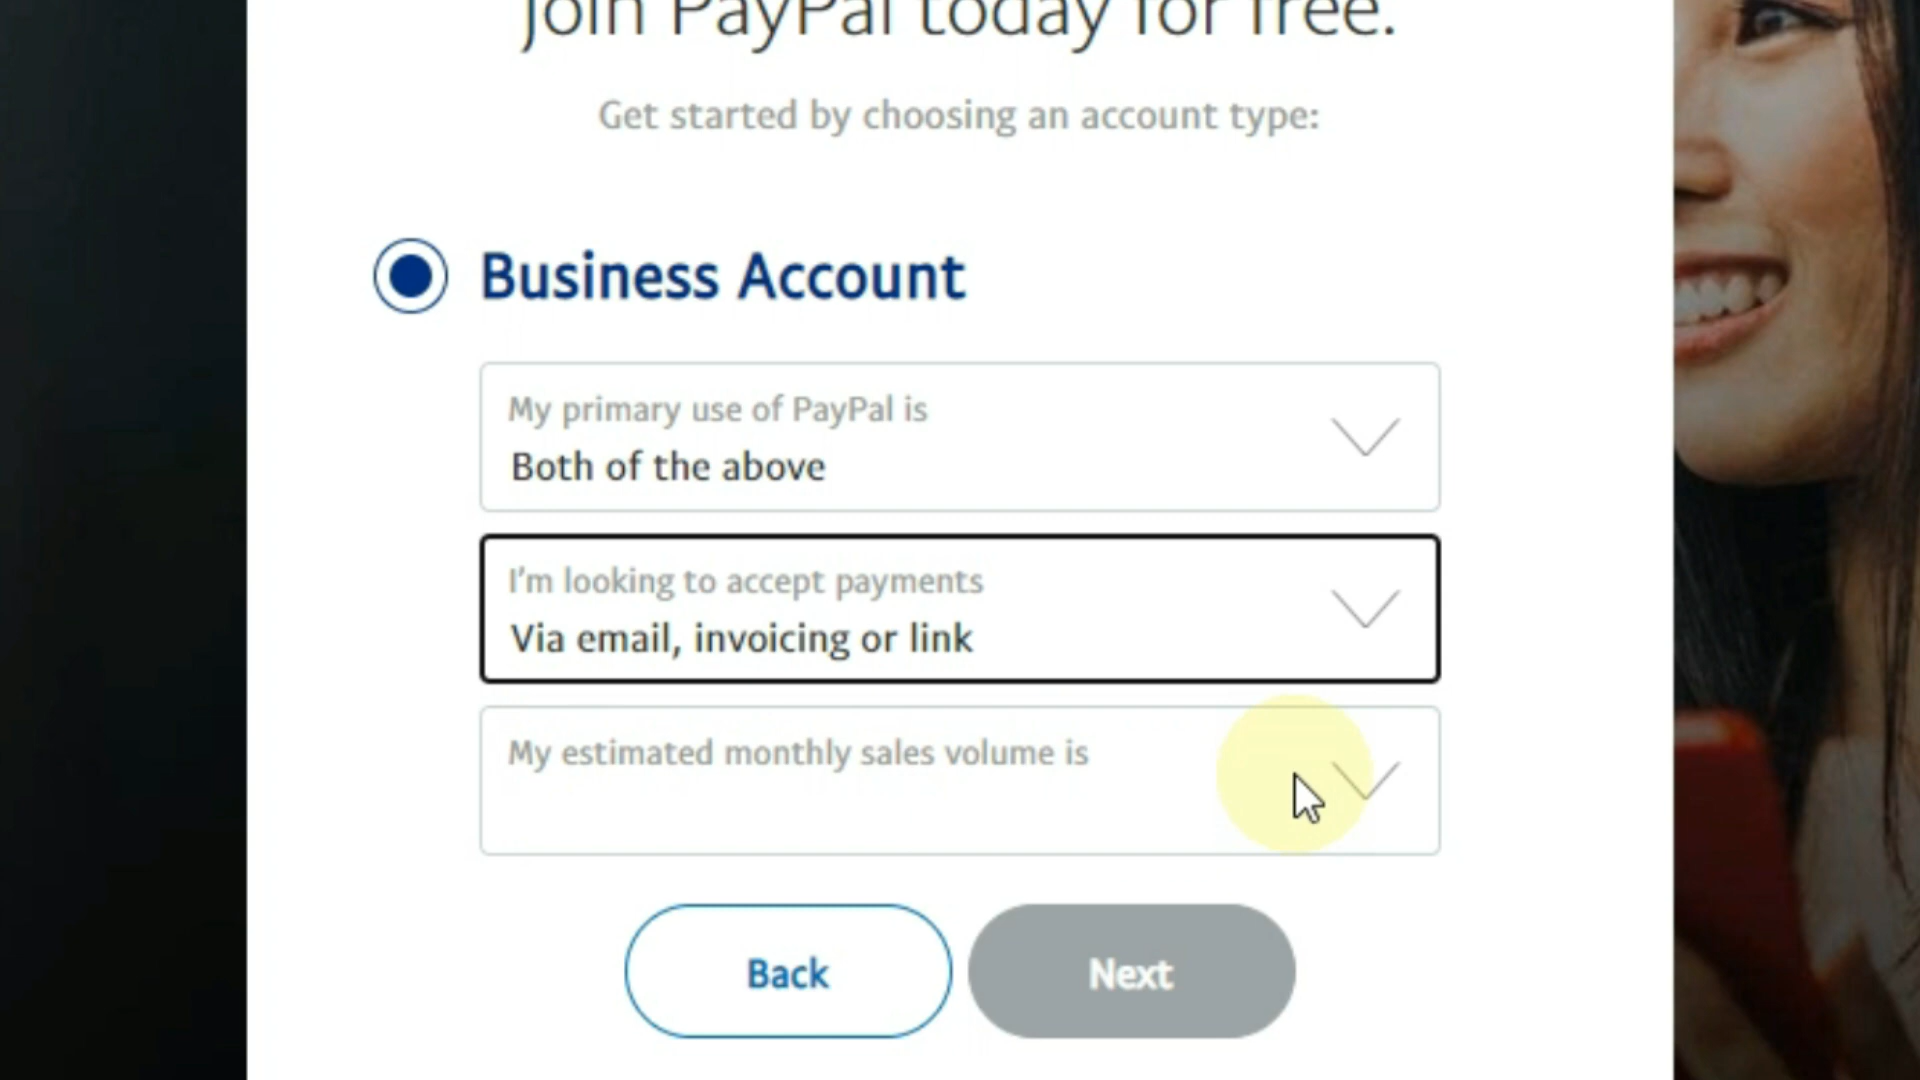 Join PayPal today for free.
Get started by choosing an account type:
Business Account
My primary use of PayPal is
Both of the above
I'm looking to accept payments
Via email, invoicing or link
My estimated monthly sales volume is
Back
Next